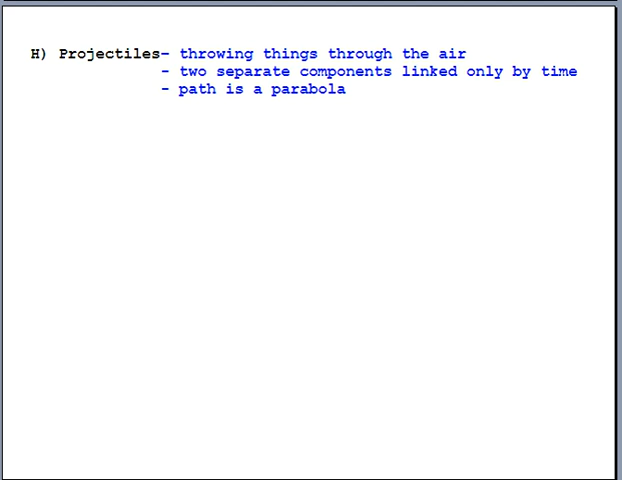 H) Projectiles- throwing things through the air
- two separate components linked only by time
- path is a parabola